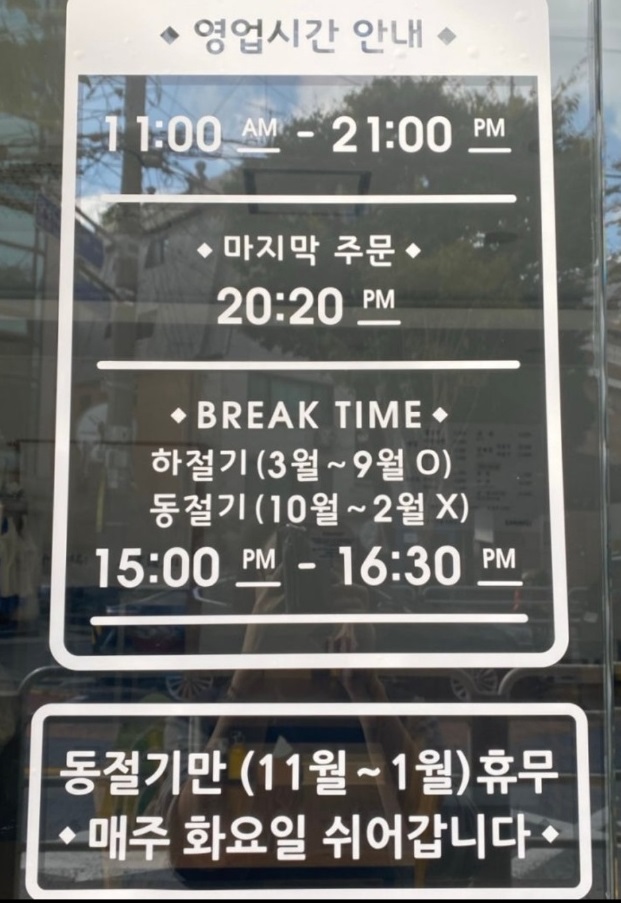 ◆ 영업시간 안내 ◆
11:00 AM - 21:00 PM
◆ 마지막 주문 ◆
20:20 PM
◆ BREAK TIME ◆
하절기 (3월 ~ 9월 O)
동절기 (10월 ~ 2월 X)
15:00 PM - 16:30 PM
동절기만 (11월 ~ 1월) 휴무
◆ 매주 화요일 쉬어갑니다 ◆